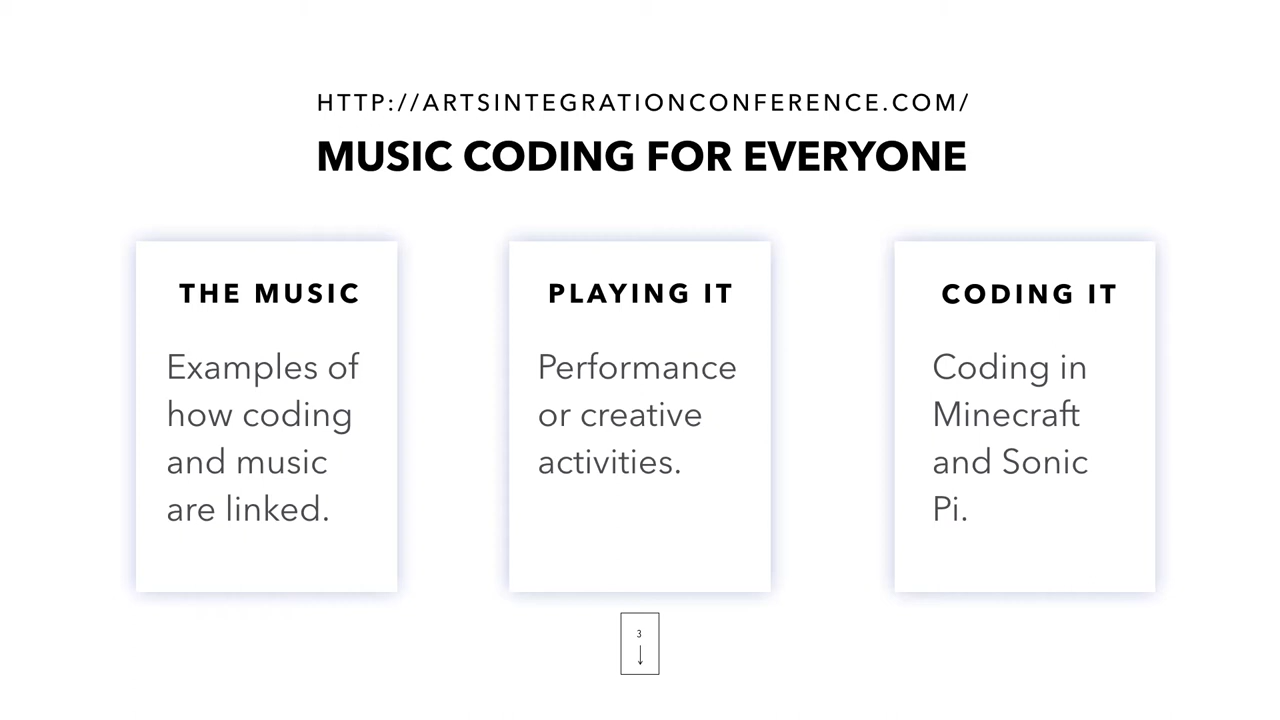 HTTP://ARTSINTEGRATIONCONFERENCE.COM/
MUSIC CODING FOR EVERYONE
THE MUSIC
Examples of
how coding
and music
are linked.
PLAYING IT
Performance
or creative
activities.
CODING IT
Coding in
Minecraft
and Sonic
Pi.
3